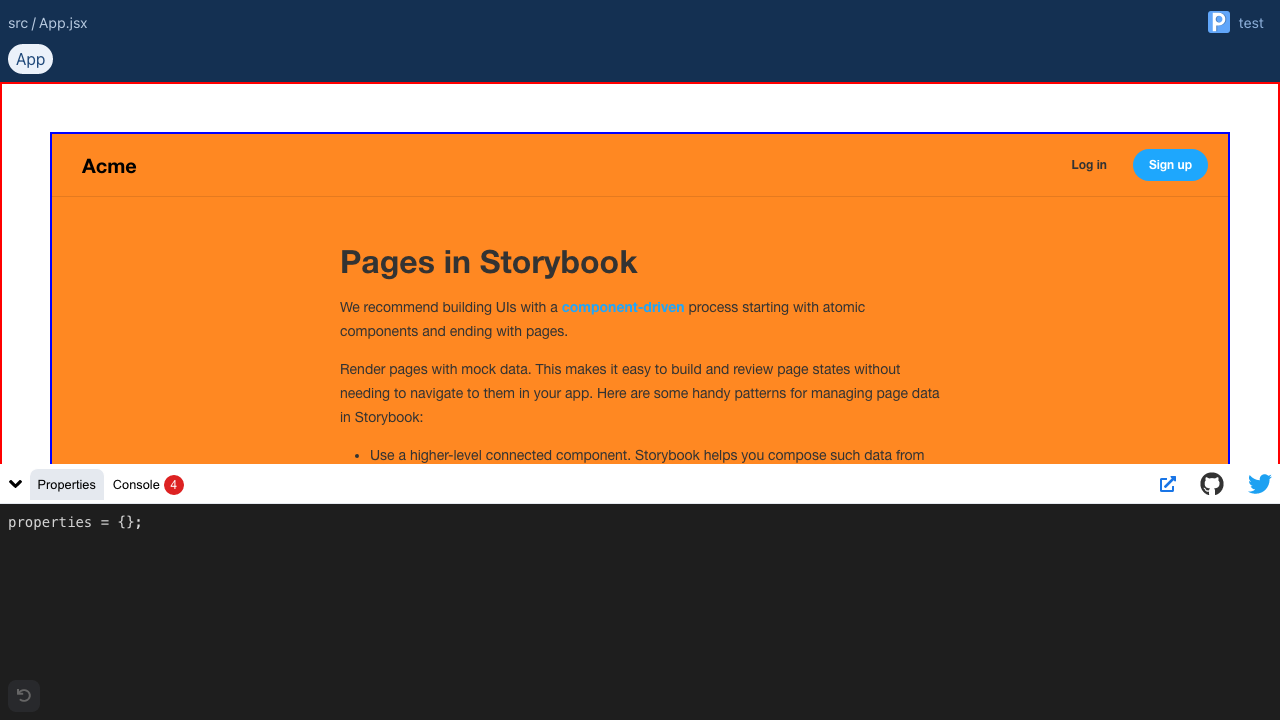 src / App.jsx
test
App
Acme
Log in
Sign up
Pages in Storybook
We recommend building UIs with a component-driven process starting with atomic
components and ending with pages.
Render pages with mock data. This makes it easy to build and review page states without
needing to navigate to them in your app. Here are some handy patterns for managing page data
in Storybook:
• Use a higher-level connected component. Storybook helps you compose such data from
Properties
Console 4
properties = {};